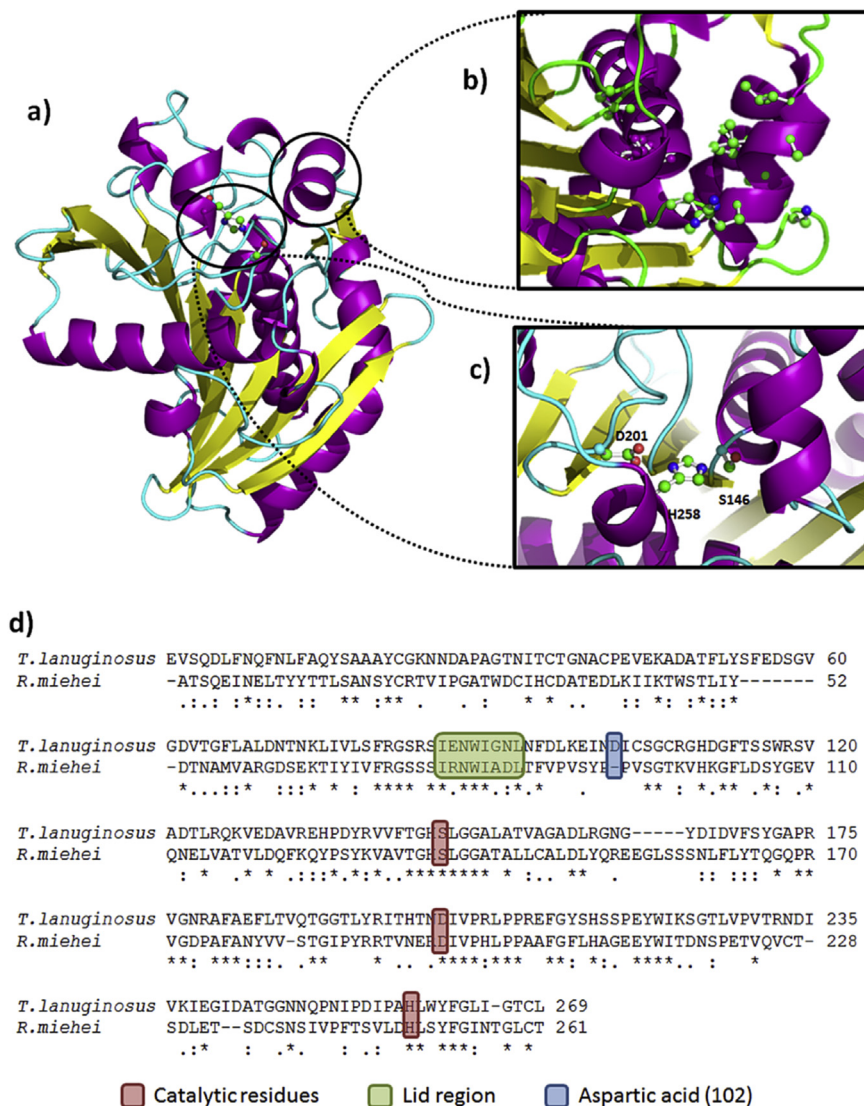 a)
b)
c)
D201
H258
S146
d)
T.lanuginosus EVSQDLFNQFNLFAQYSAAAYCGKNNDAPAGTNITCTGNACPEVEKADATFLYSFEDSGV 60
R.miehei -ATSQEINELTYYTTLSANSYCRTVIPGATWDCIHCDATEDLKIIKTWSTLIY------- 52
.:.: :*:: : ** :** . .*. : * . .: *: :*::*
GDVTGFLALDNTNKLIVLSFRGSRSIENWIGNLNFDLKEINDICSGCRGHDGFTSSWRSV 120
R.miehei DTNAMVARGDSEKTIYIVFRGSSSIRNWIADLTFVPVSYP-PVSGTKVHKGFLDSYGEV 110
T.lanuginosus ADTLRQKVEDAVREHPDYRVVFTGHSLGGALATVAGADLRGNG-----YDIDVFSYGAPR 175
R.miehei QNELVATVLDQFKQYPSYKVAVTGHSLGGATALLCALDLYQREEGLSSSNLFLYTQGQPR 170
T.lanuginosus VGNRAFAEFLTVQTGGTLYRITHTNDIVPRLPPREFGYSHSSPEYWIKSGTLVPVTRNDI 235
R.miehei VGDPAFANYVV-STGIPYRRTVNERDIVPHLPPAAFGFLHAGEEYWITDNSPETVQVCT- 228
T.lanuginosus VKIEGIDATGGNNQPNIPDIPAHLWYFGLI-GTCL 269
R.miehei SDLET--SDCSNSIVPFTSVLDHLSYFGINTGLCT 261
Catalytic residues Lid region Aspartic acid (102)